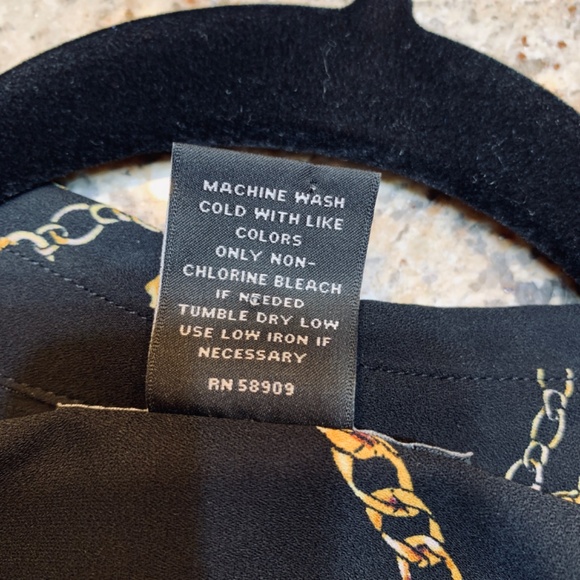 MACHINE WASH
COLD WITH LIKE
COLORS
ONLY NON-
CHLORINE BLEACH
IF NEEDED
TUMBLE DRY LOW
USE LOW IRON IF
NECESSARY
RN 58909